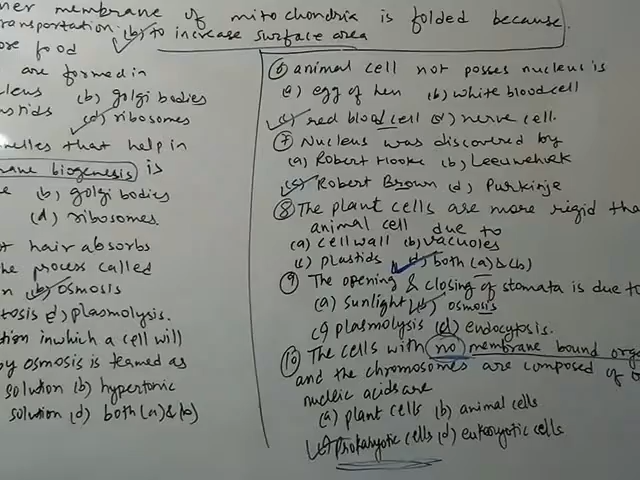 ner membrane of mitochondria is folded because
transportation (b) to increase surface area
ore food
are formed in
cleus (b) golgi bodies
astids (d) ribosomes
nelles that help in
rane biogenesis is
(b) golgi bodies
(d) ribosomes.
t hair absorbs
he process called
n (b) osmosis
tosis (d) plasmolysis.
tion in which a cell will
by osmosis is teamed as
solution (b) hypertonic
solution (d) both (a) & (b)
(6) animal cell not posses nucleus is
(a) egg of hen (b) white blood cell
(c) red blood cell (d) nerve cell.
(7) Nucleus was discovered by
(a) Robert Hooke (b) Leeuwehoek
(c) Robert Brown (d) Purkinje
(8) The plant cells are more rigid tha
animal cell due to
(a) cell wall (b) vacuoles
(c) plastids (d) both (a) & (b)
(9) The opening & closing of stomata is due to
(a) sunlight (b) osmosis
(c) plasmolysis (d) endocytosis.
(10) The cells with no membrane bound orga
and the chromosomes are composed of
nucleic acids are
(a) plant cells (b) animal cells
(c) prokaryotic cells (d) eukaryotic cells